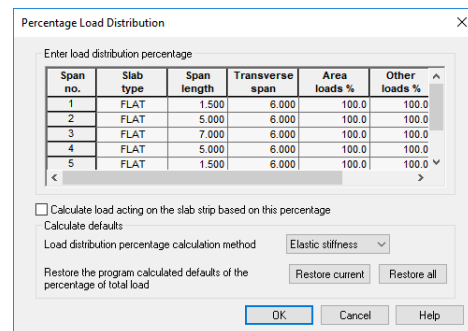 Percentage Load Distribution
Enter load distribution percentage
Span no. Slab type Span length Transverse span Area loads % Other loads %
1 FLAT 1.500 6.000 100.0 100.0
2 FLAT 5.000 6.000 100.0 100.0
3 FLAT 7.000 6.000 100.0 100.0
4 FLAT 5.000 6.000 100.0 100.0
5 FLAT 1.500 6.000 100.0 100.0
Calculate load acting on the slab strip based on this percentage
Calculate defaults
Load distribution percentage calculation method Elastic stiffness
Restore the program calculated defaults of the percentage of total load Restore current Restore all
OK Cancel Help